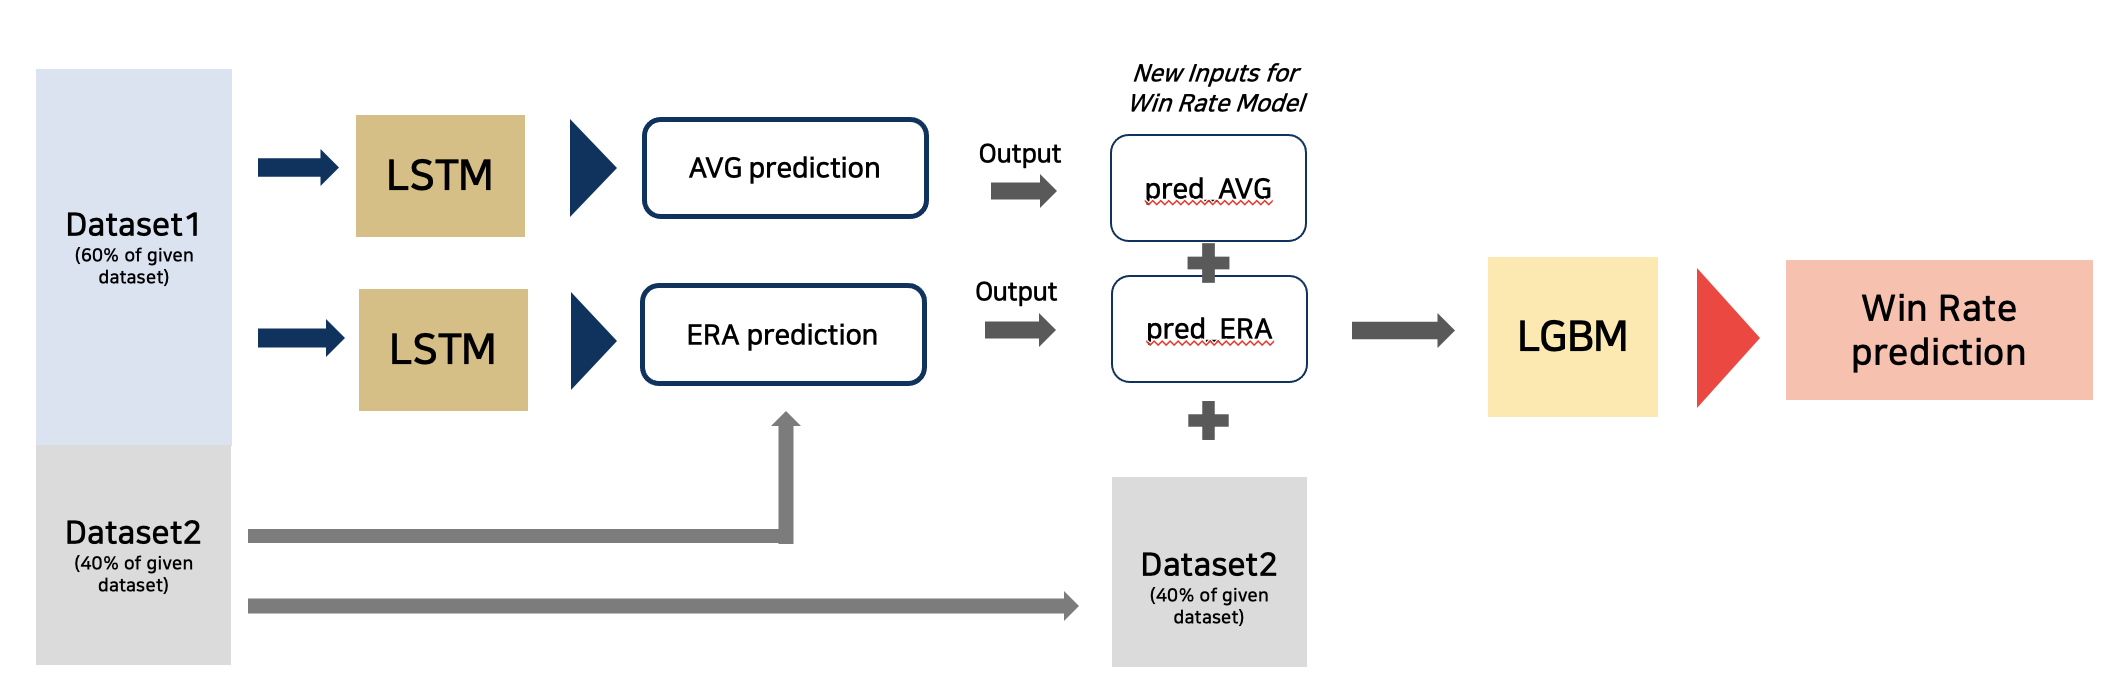 New Inputs for
Win Rate Model
Dataset1
(60% of given
dataset)
LSTM
AVG prediction
Output
pred_AVG
LSTM
ERA prediction
Output
pred_ERA
LGBM
Win Rate
prediction
Dataset2
(40% of given
dataset)
Dataset2
(40% of given
dataset)